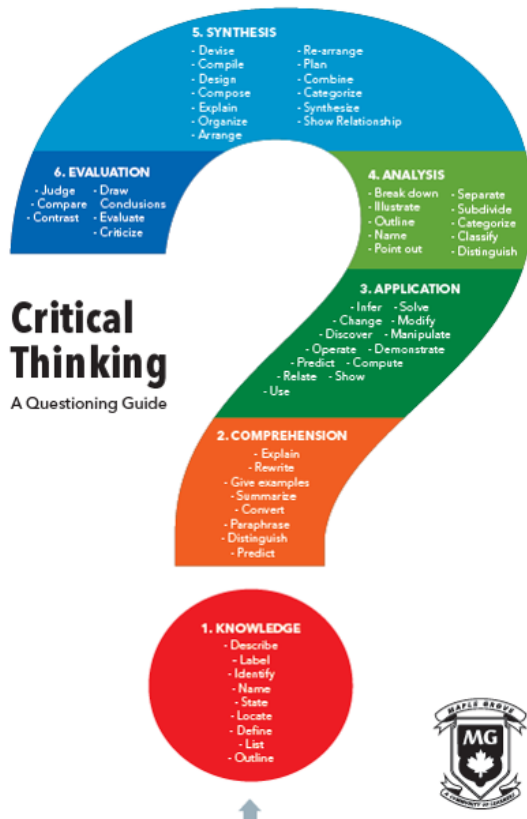 5. SYNTHESIS
- Devise
- Compile
- Design
- Compose
- Explain
- Organize
- Arrange
- Re-arrange
- Plan
- Combine
- Categorize
- Synthesize
- Show Relationship
6. EVALUATION
- Judge
- Compare
- Contrast
- Draw
Conclusions
- Evaluate
- Criticize
4. ANALYSIS
- Break down
- Illustrate
- Outline
- Name
- Point out
- Separate
- Subdivide
- Categorize
- Classify
- Distinguish
3. APPLICATION
- Infer - Solve
- Change - Modify
- Discover - Manipulate
- Operate - Demonstrate
- Predict - Compute
- Relate - Show
- Use
Critical
Thinking
A Questioning Guide
2. COMPREHENSION
- Explain
- Rewrite
- Give examples
- Summarize
- Convert
- Paraphrase
- Distinguish
- Predict
1. KNOWLEDGE
- Describe
- Label
- Identify
- Name
- State
- Locate
- Define
- List
- Outline
MAPLE GROVE
MG
A COMMUNITY OF LEARNERS